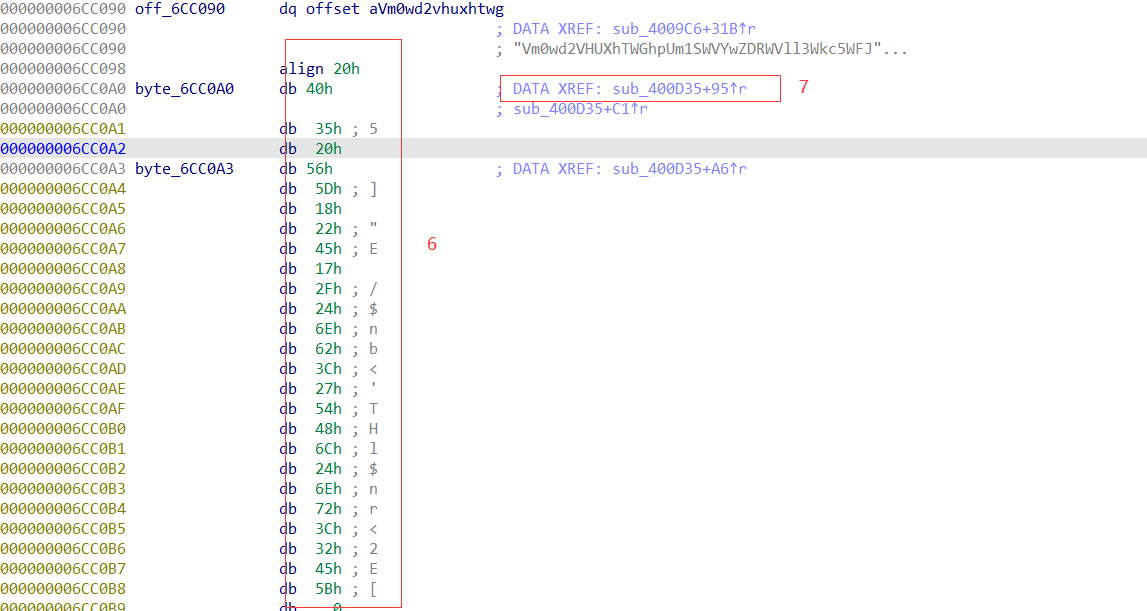 000000006CC090 off_6CC090 dq offset aVm0wd2vhuxhtwg
000000006CC090 ; DATA XREF: sub_4009C6+31B↑r
000000006CC090 ; "Vm0wd2VHUXhTWGhpUm1SWVYwZDRWVll3Wkc5WFJ"...
000000006CC098 align 20h
000000006CC0A0 byte_6CC0A0 db 40h ; DATA XREF: sub_400D35+95↑r 7
000000006CC0A0 ; sub_400D35+C1↑r
000000006CC0A1 db 35h ; 5
000000006CC0A2 db 20h
000000006CC0A3 byte_6CC0A3 db 56h ; DATA XREF: sub_400D35+A6↑r
000000006CC0A4 db 5Dh ; ]
000000006CC0A5 db 18h
000000006CC0A6 db 22h ; "
000000006CC0A7 db 45h ; E 6
000000006CC0A8 db 17h
000000006CC0A9 db 2Fh ; /
000000006CC0AA db 24h ; $
000000006CC0AB db 6Eh ; n
000000006CC0AC db 62h ; b
000000006CC0AD db 3Ch ; <
000000006CC0AE db 27h ; '
000000006CC0AF db 54h ; T
000000006CC0B0 db 48h ; H
000000006CC0B1 db 6Ch ; l
000000006CC0B2 db 24h ; $
000000006CC0B3 db 6Eh ; n
000000006CC0B4 db 72h ; r
000000006CC0B5 db 3Ch ; <
000000006CC0B6 db 32h ; 2
000000006CC0B7 db 45h ; E
000000006CC0B8 db 5Bh ; [
000000006CC0B9 db 0